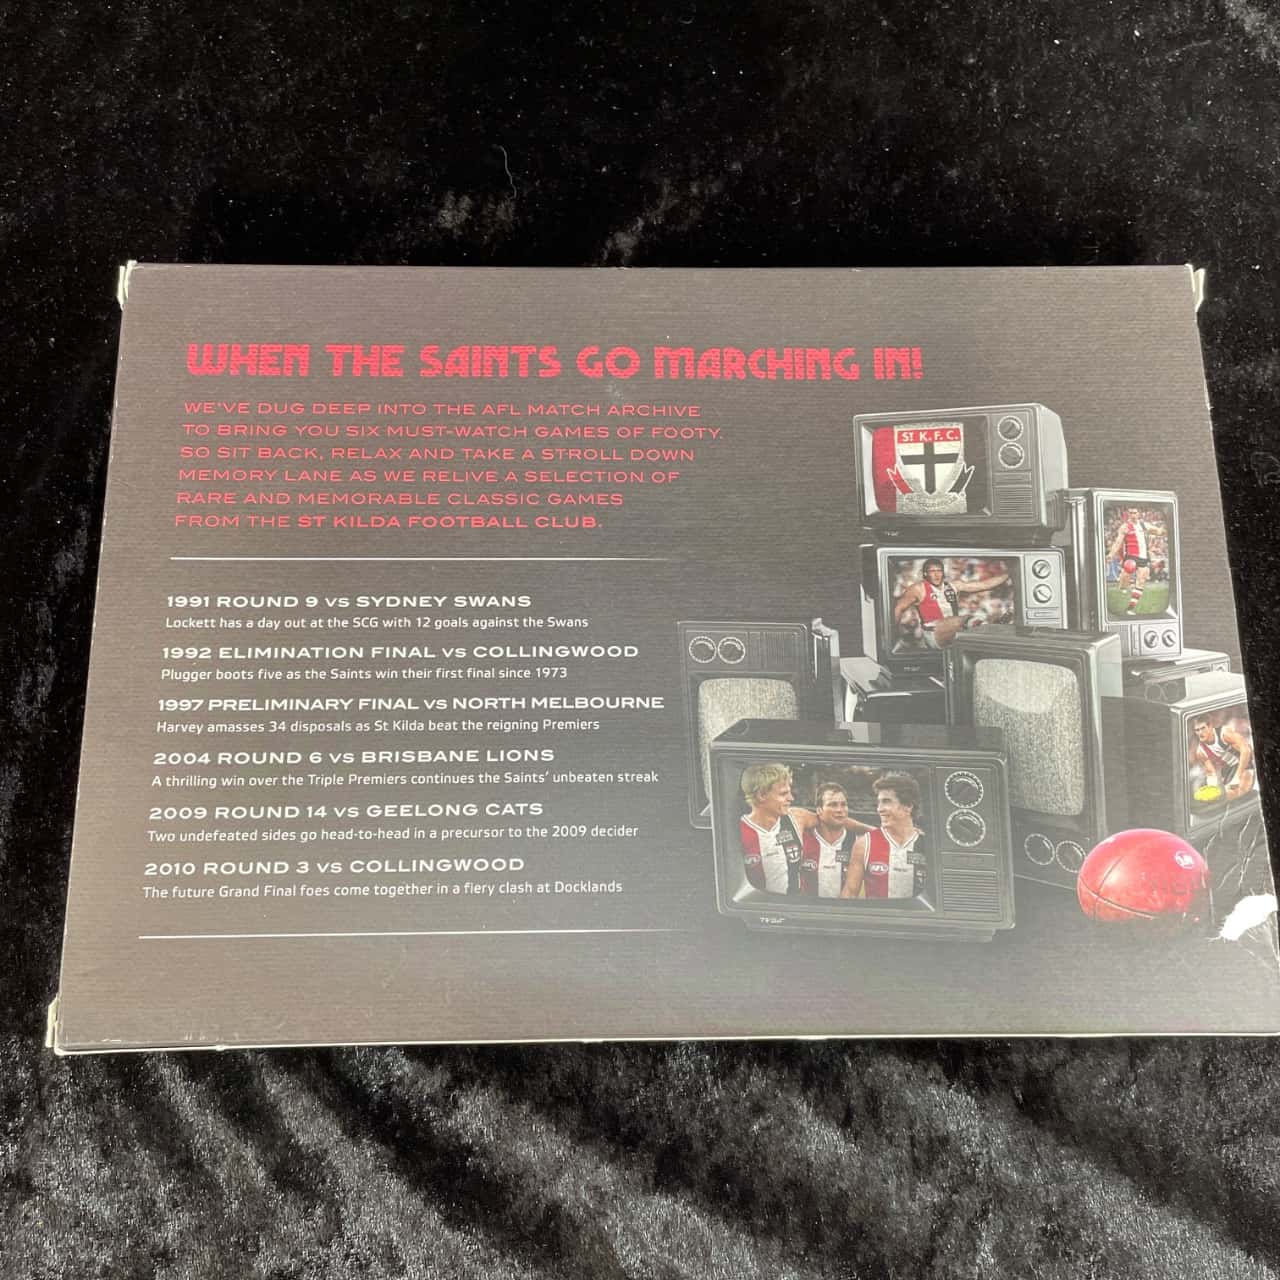 WHEN THE SAINTS GO MARCHING IN!
WE'VE DUG DEEP INTO THE AFL MATCH ARCHIVE
TO BRING YOU SIX MUST-WATCH GAMES OF FOOTY.
SO SIT BACK, RELAX AND TAKE A STROLL DOWN
MEMORY LANE AS WE RELIVE A SELECTION OF
RARE AND MEMORABLE CLASSIC GAMES
FROM THE ST KILDA FOOTBALL CLUB.
1991 ROUND 9 VS SYDNEY SWANS
Lockett has a day out at the SCG with 12 goals against the Swans
1992 ELIMINATION FINAL VS COLLINGWOOD
Plugger boots five as the Saints win their first final since 1973
1997 PRELIMINARY FINAL VS NORTH MELBOURNE
Harvey amasses 34 disposals as St Kilda beat the reigning Premiers
2004 ROUND 6 VS BRISBANE LIONS
A thrilling win over the Triple Premiers continues the Saints' unbeaten streak
2009 ROUND 14 VS GEELONG CATS
Two undefeated sides go head-to-head in a precursor to the 2009 decider
2010 ROUND 3 VS COLLINGWOOD
The future Grand Final foes come together in a fiery clash at Docklands
ST K.F.C.
AFL
AFL